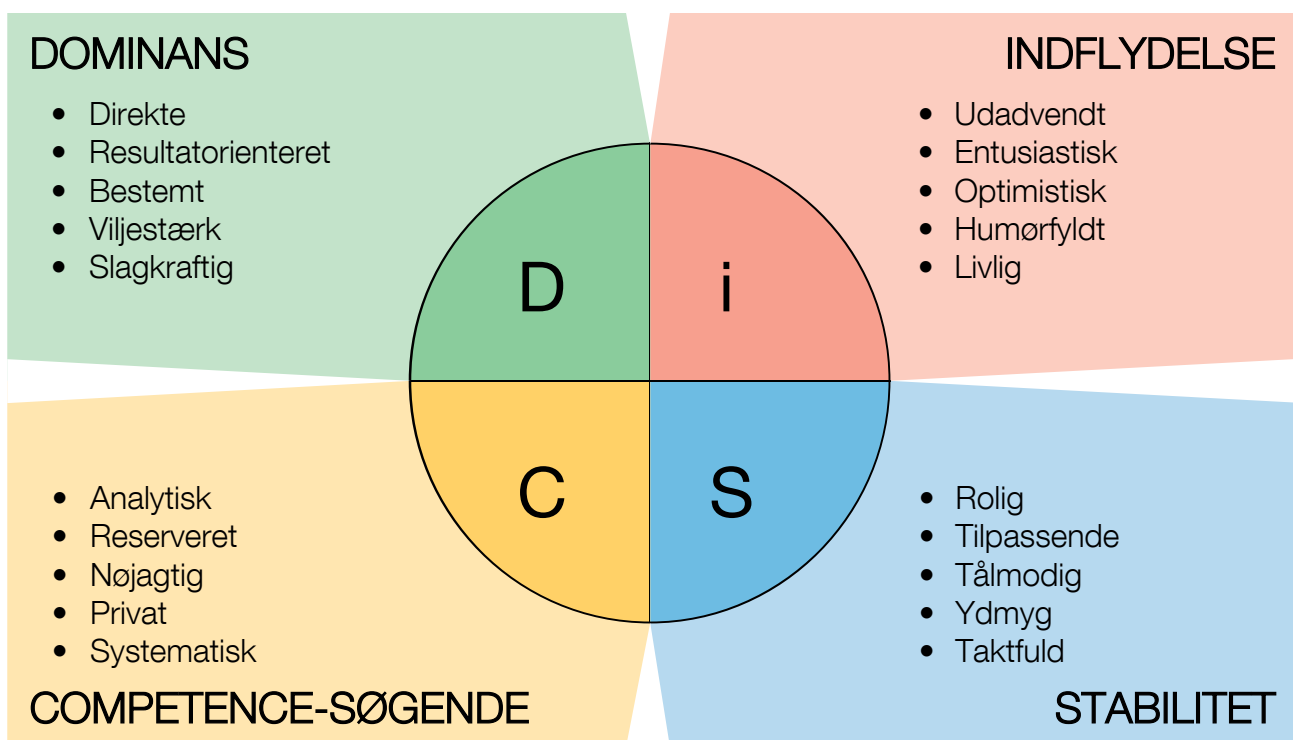 DOMINANS
• Direkte
• Resultatorienteret
• Bestemt
• Viljestærk
• Slagkraftig
INDFLYDELSE
• Udadvendt
• Entusiastisk
• Optimistisk
• Humørfyldt
• Livlig
D
i
C
S
• Analytisk
• Reserveret
• Nøjagtig
• Privat
• Systematisk
COMPETENCE-SØGENDE
• Rolig
• Tilpassende
• Tålmodig
• Ydmyg
• Taktfuld
STABILITET